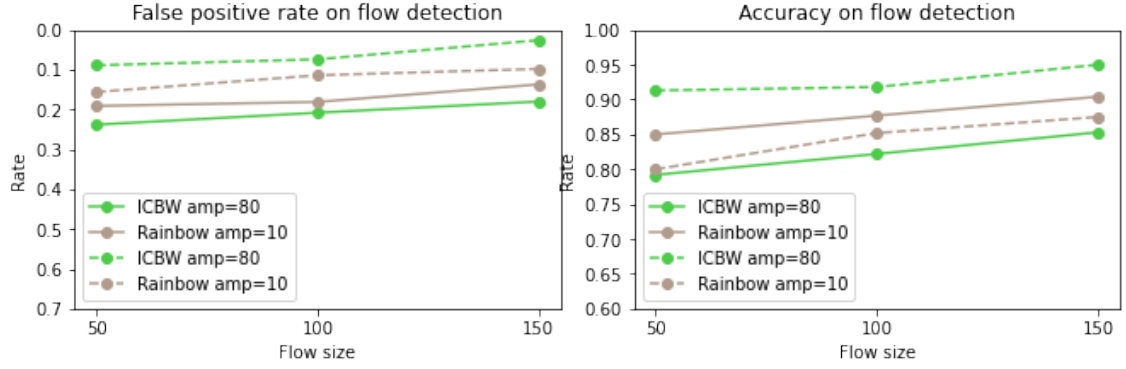 False positive rate on flow detection
0.0
0.1
0.2
0.3
0.4
0.5
0.6
0.7
Rate
ICBW amp=80
Rainbow amp=10
ICBW amp=80
Rainbow amp=10
50
100
150
Flow size
Accuracy on flow detection
1.00
0.95
0.90
0.85
0.80
0.75
0.70
0.65
0.60
Rate
ICBW amp=80
Rainbow amp=10
ICBW amp=80
Rainbow amp=10
50
100
150
Flow size